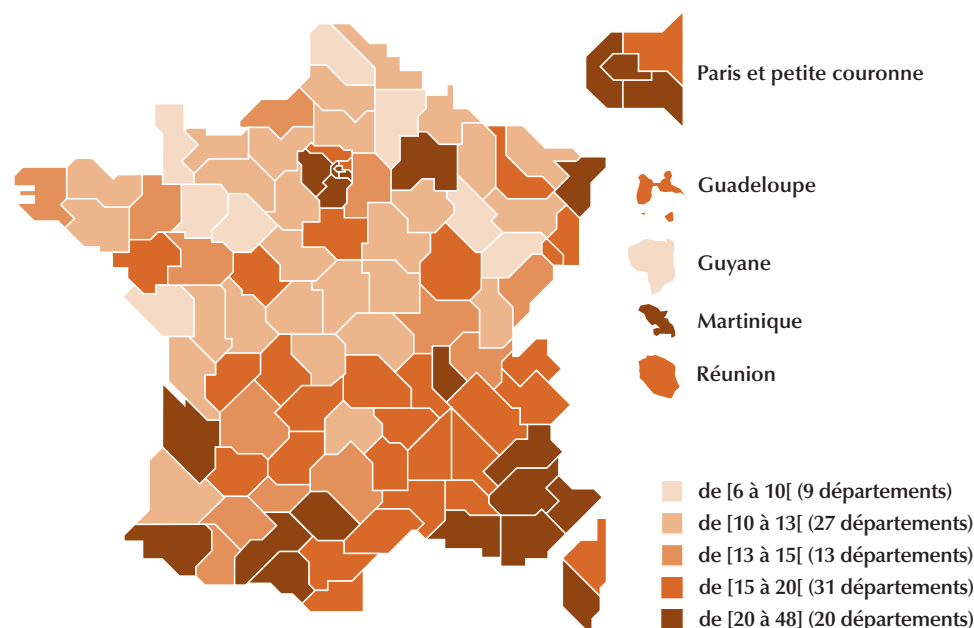 Paris et petite couronne
Guadeloupe
Guyane
Martinique
Réunion
de [6 à 10[ (9 départements)
de [10 à 13[ (27 départements)
de [13 à 15[ (13 départements)
de [15 à 20[ (31 départements)
de [20 à 48] (20 départements)